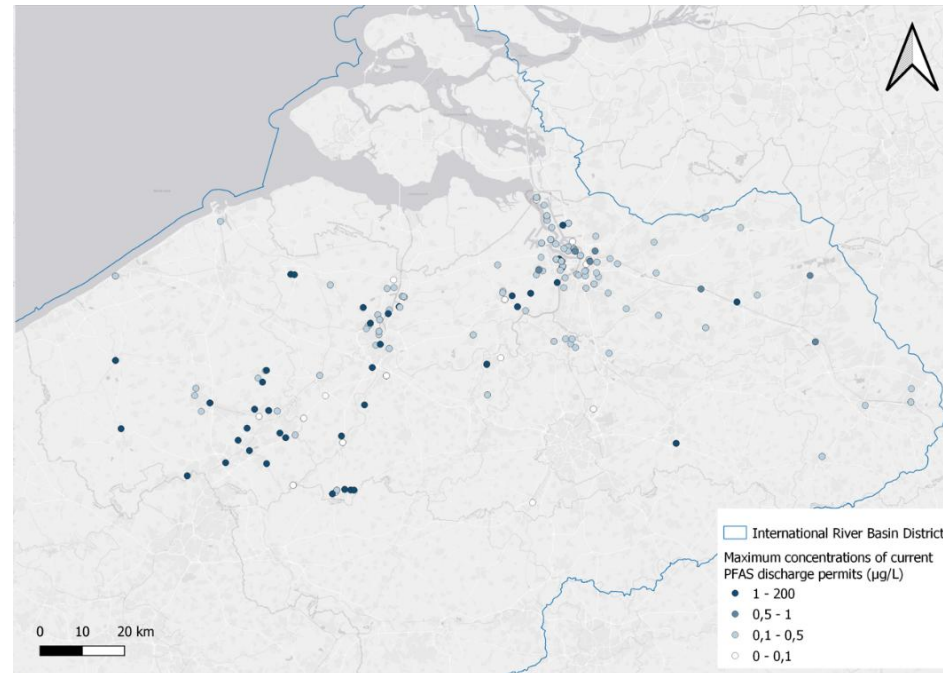 International River Basin District
Maximum concentrations of current
PFAS discharge permits (µg/L)
1 - 200
0,5 - 1
0,1 - 0,5
0 - 0,1
0 10 20 km